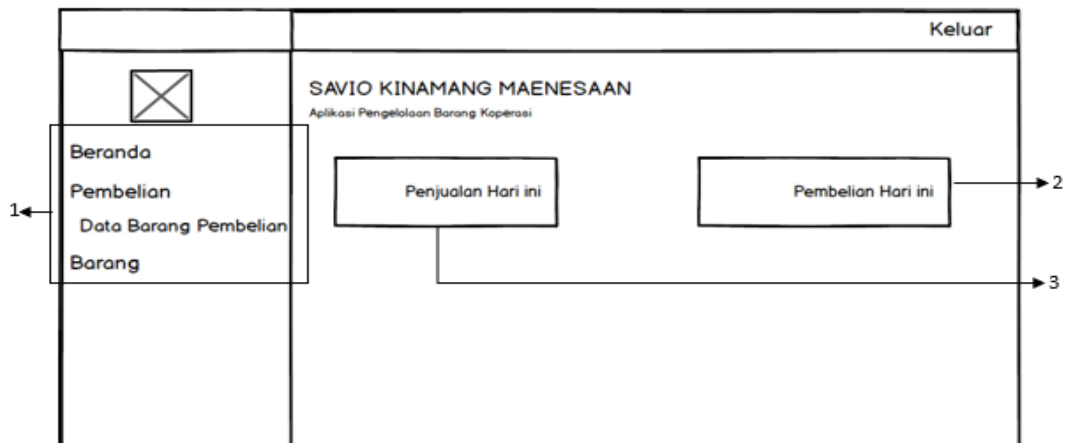 Keluar
SAVIO KINAMANG MAENESAAN
Aplikasi Pengelolaan Barang Koperasi
Beranda
Pembelian
Data Barang Pembelian
Barang
Penjualan Hari ini
Pembelian Hari ini
1
2
3